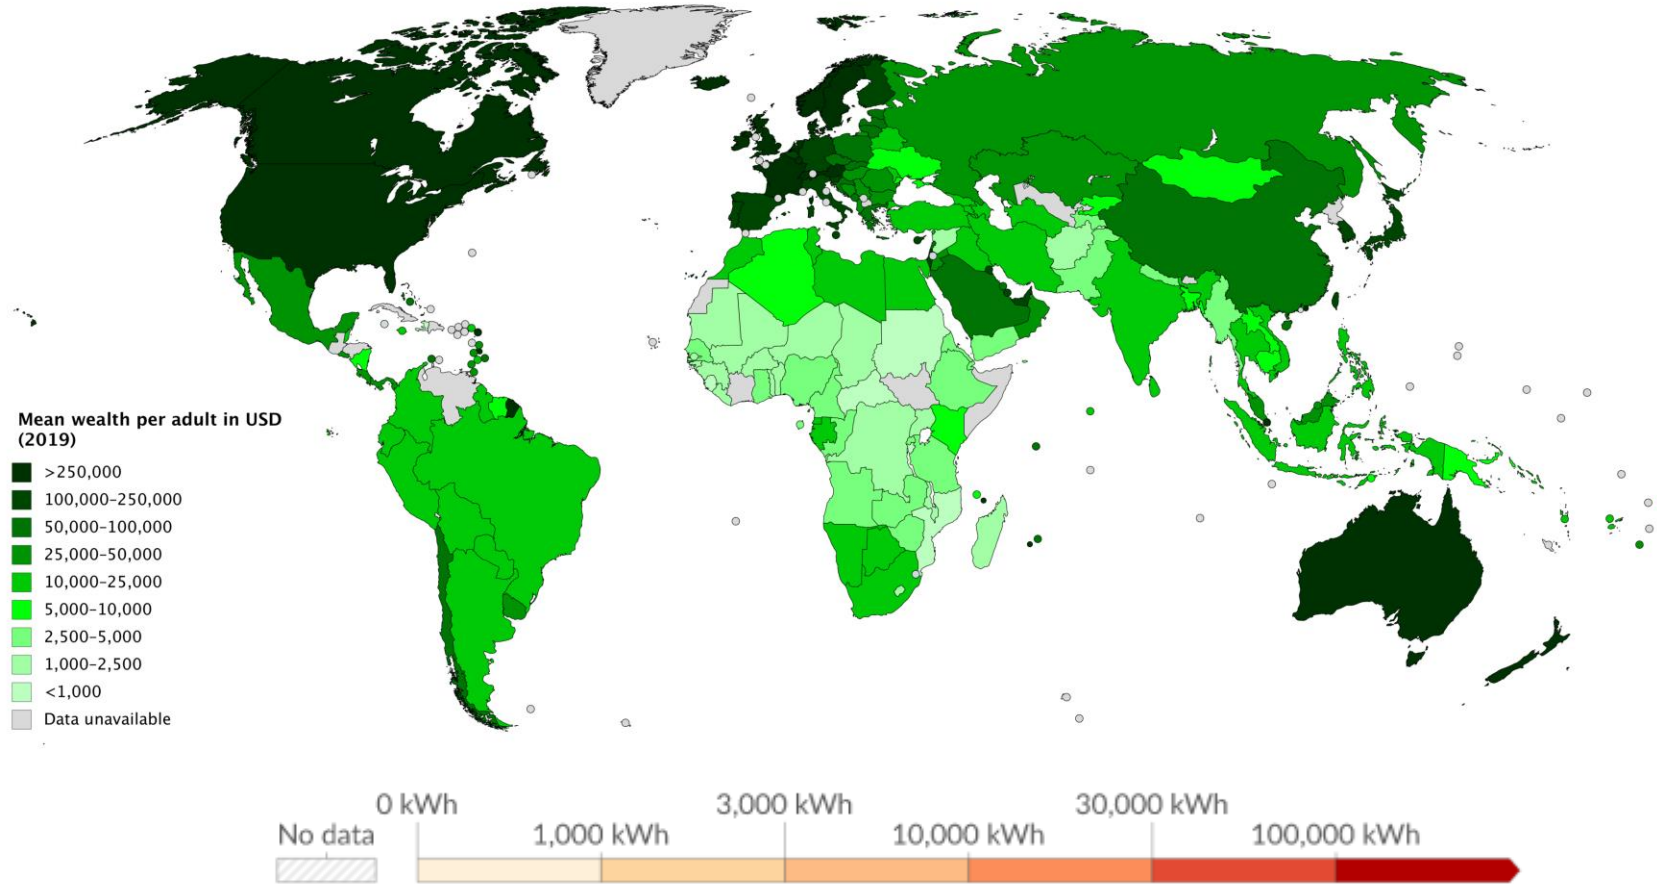 Mean wealth per adult in USD
(2019)
>250,000
100,000–250,000
50,000–100,000
25,000–50,000
10,000–25,000
5,000–10,000
2,500–5,000
1,000–2,500
<1,000
Data unavailable
0 kWh 3,000 kWh 30,000 kWh
No data 1,000 kWh 10,000 kWh 100,000 kWh